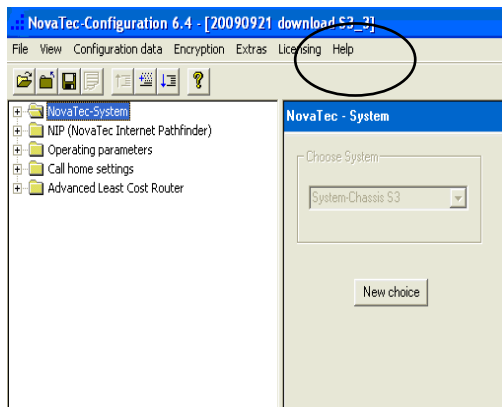 NovaTec-Configuration 6.4 - [20090921 download S3_3]
File View Configuration data Encryption Extras Licensing Help
NovaTec-System
NIP (NovaTec Internet Pathfinder)
Operating parameters
Call home settings
Advanced Least Cost Router
NovaTec - System
Choose System
System-Chassis S3
New choice